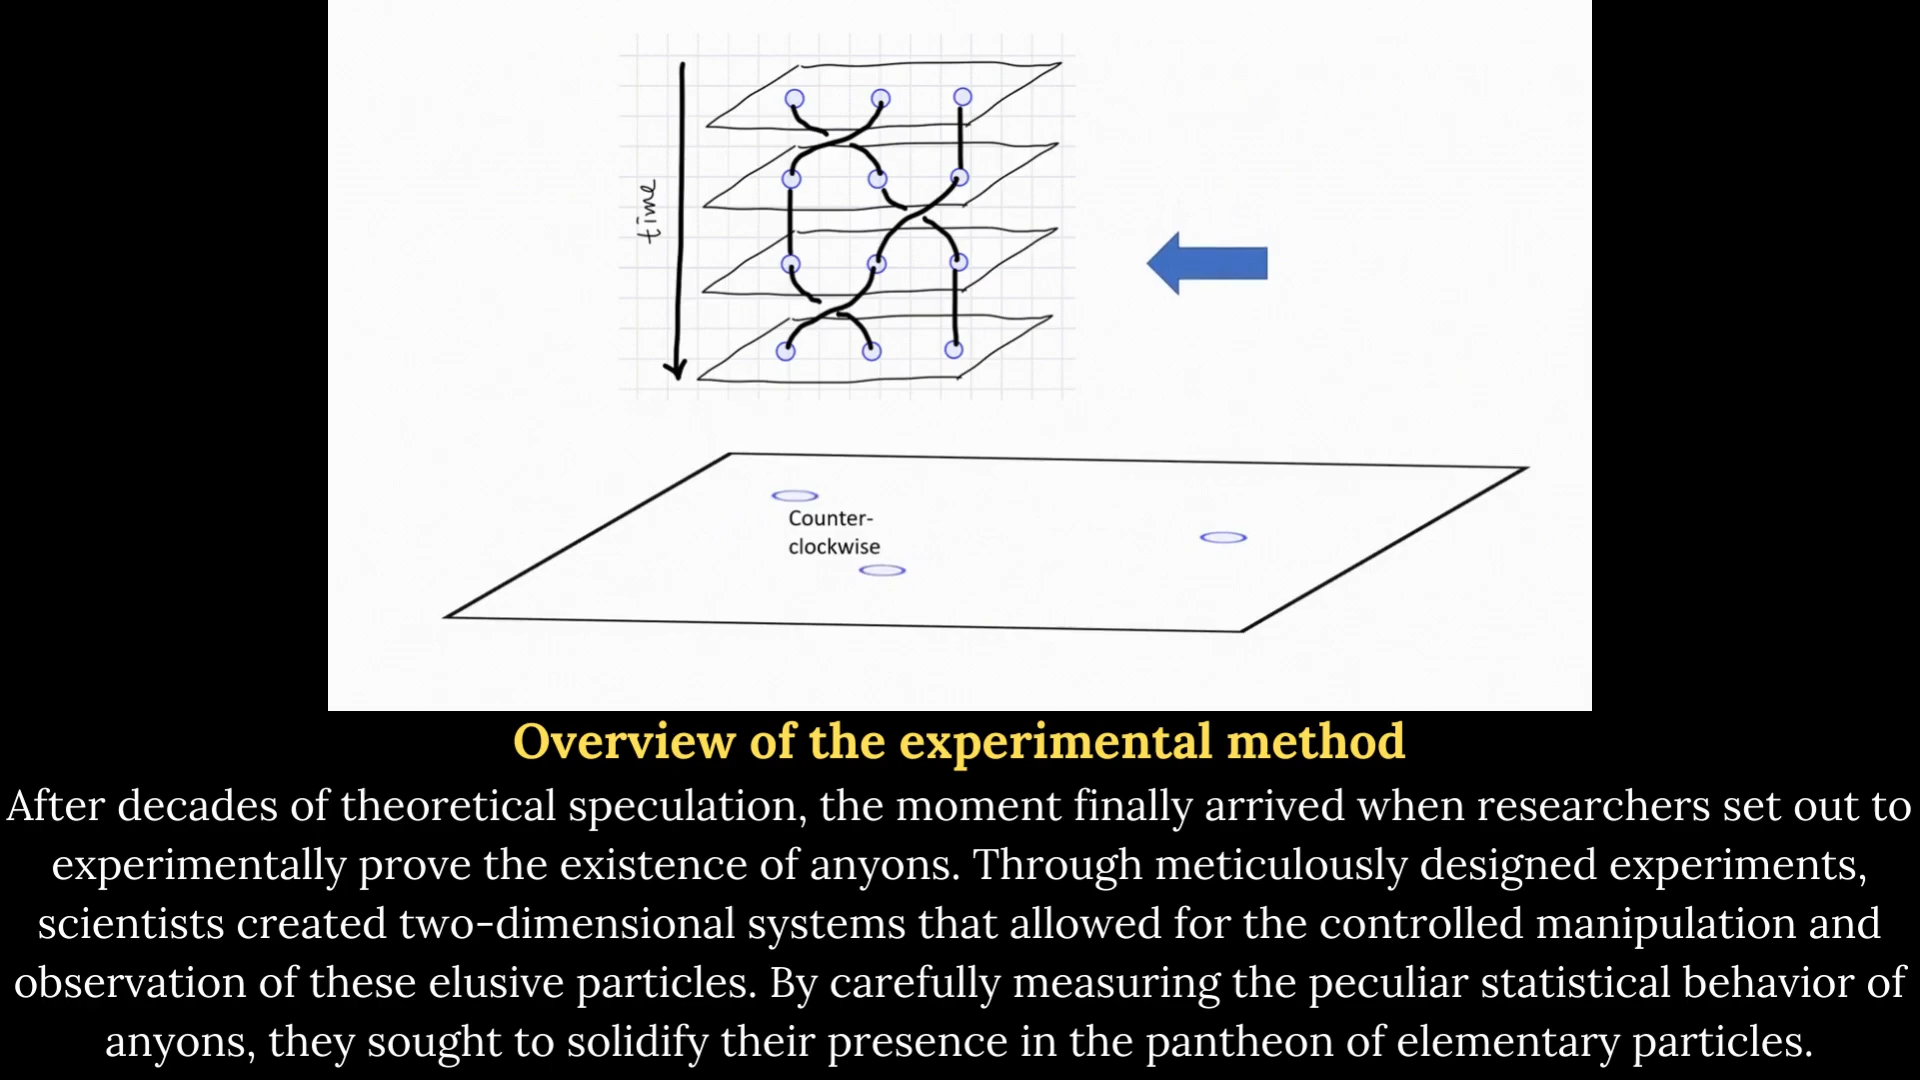 time
Counter-
clockwise
Overview of the experimental method
After decades of theoretical speculation, the moment finally arrived when researchers set out to
experimentally prove the existence of anyons. Through meticulously designed experiments,
scientists created two-dimensional systems that allowed for the controlled manipulation and
observation of these elusive particles. By carefully measuring the peculiar statistical behavior of
anyons, they sought to solidify their presence in the pantheon of elementary particles.